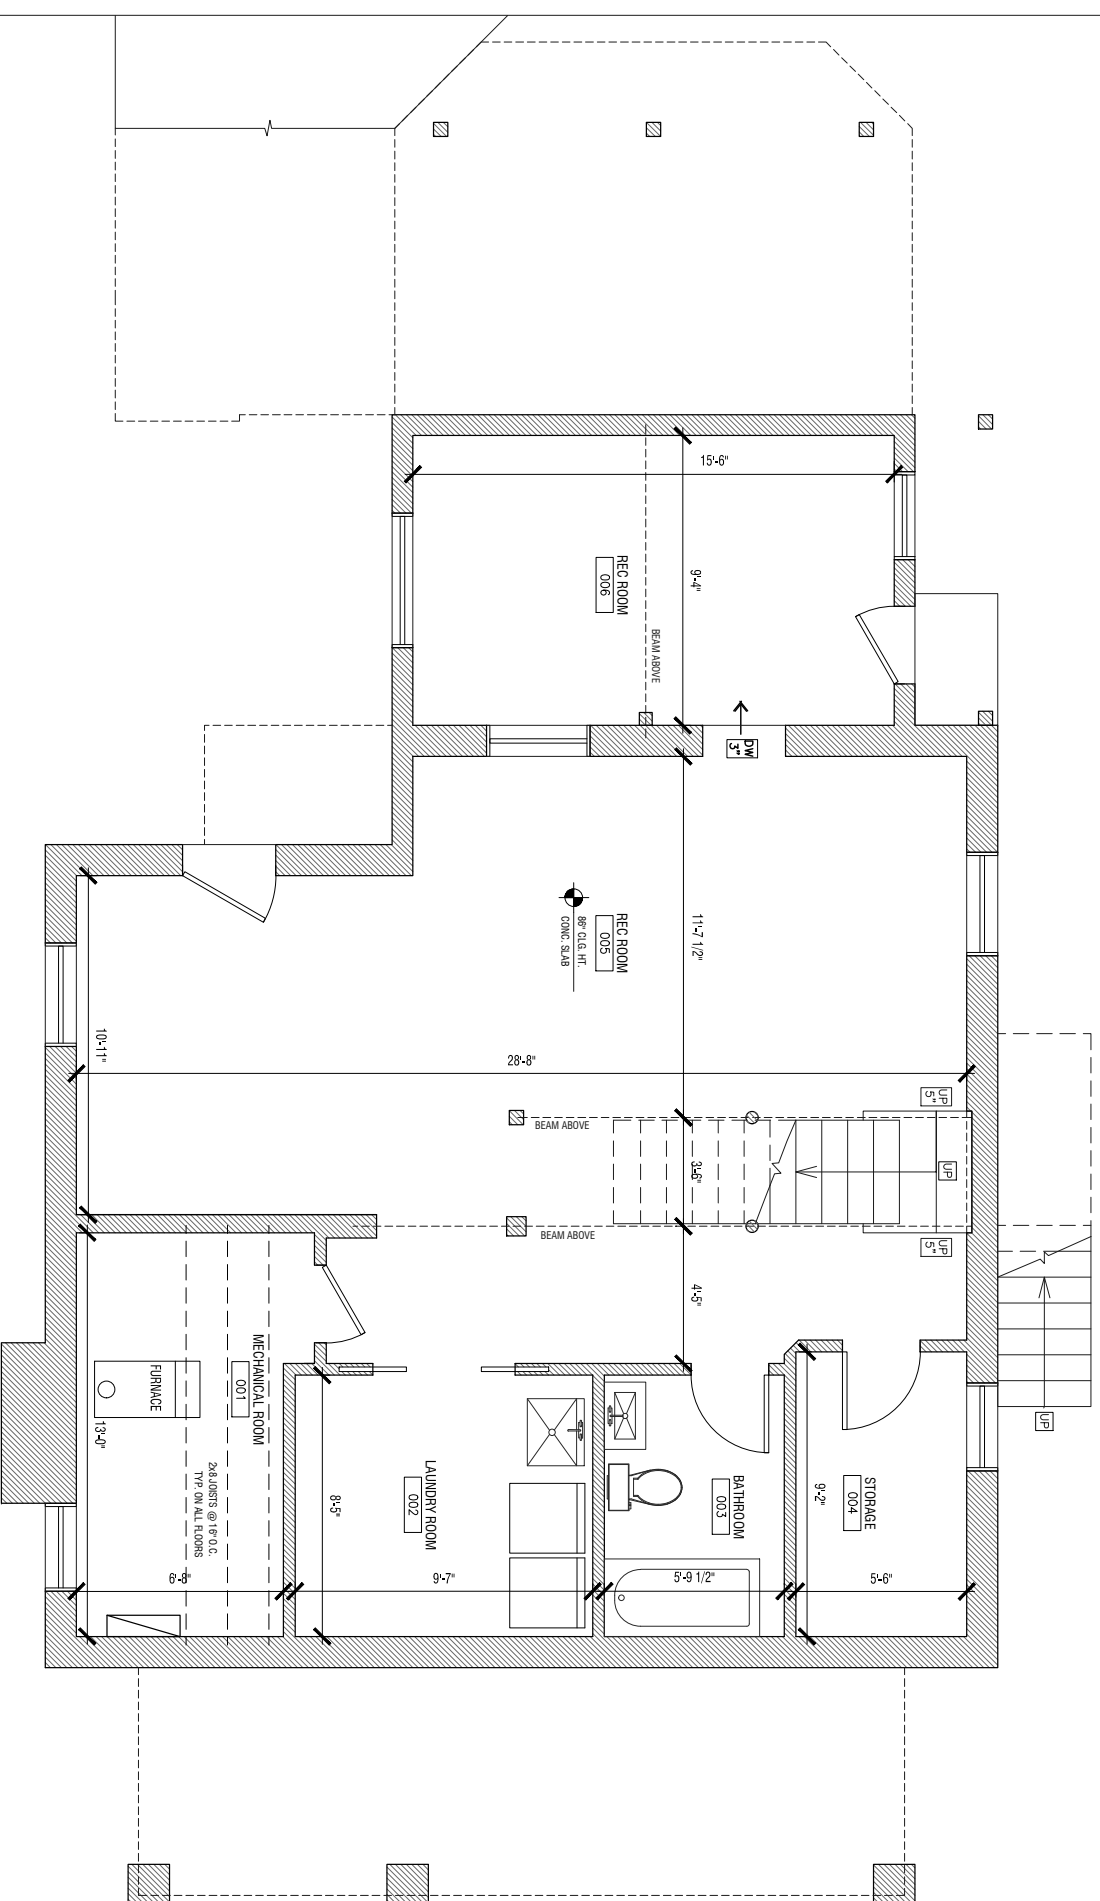 15'-6"
9'-4"
REC ROOM
006
BEAM ABOVE
DW
3"
REC ROOM
005
86" CLG. HT.
CONC. SLAB
11'-7 1/2"
10'-11"
28'-8"
UP
5"
BEAM ABOVE
3'-6"
UP
BEAM ABOVE
UP
5"
4'-5"
UP
MECHANICAL ROOM
001
FURNACE
13'-0"
2x8 JOISTS @ 16" O.C.
TYP. ON ALL FLOORS
LAUNDRY ROOM
002
8'-5"
BATHROOM
003
STORAGE
004
9'-2"
6'-8"
9'-7"
5'-9 1/2"
5'-6"